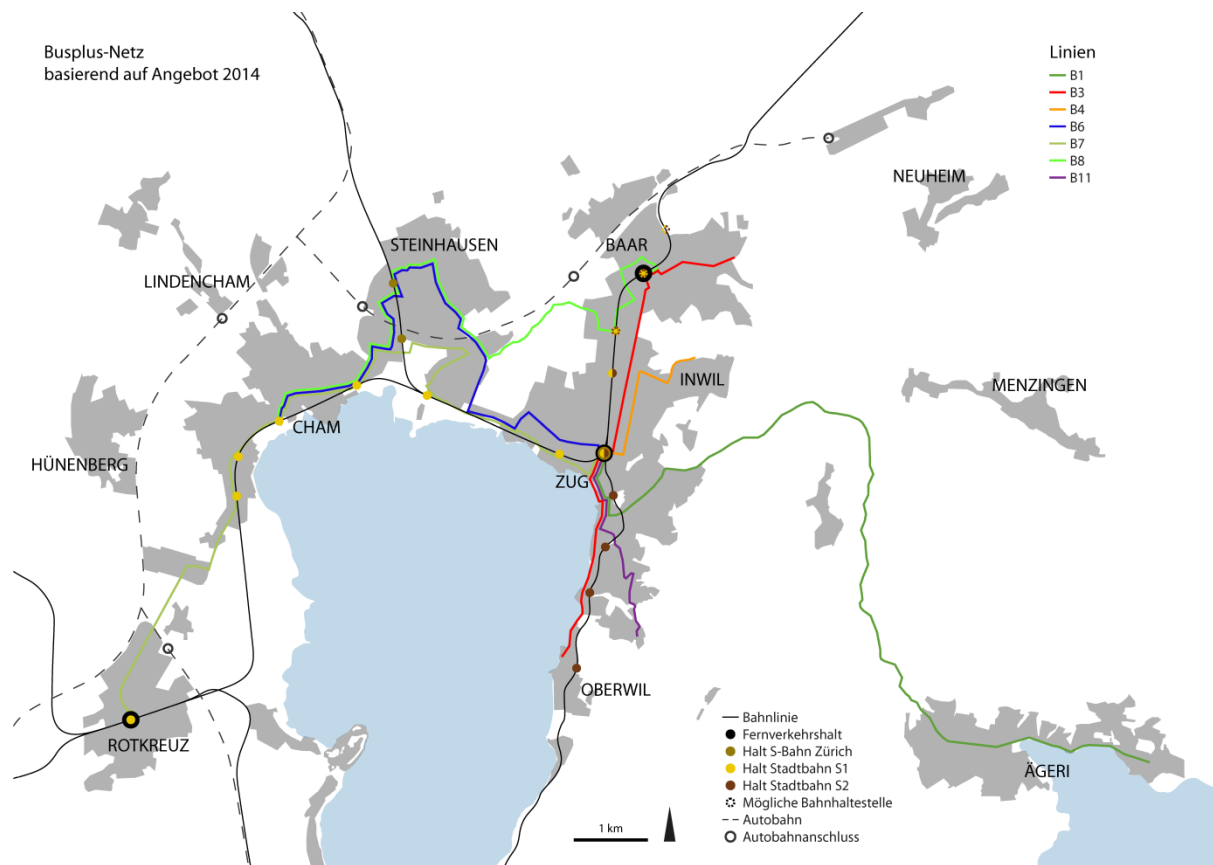 Busplus-Netz
basierend auf Angebot 2014
Linien
B1
B3
B4
B6
B7
B8
B11
NEUHEIM
STEINHAUSEN
BAAR
LINDENCHAM
INWIL
MENZINGEN
CHAM
HÜNENBERG
ZUG
OBERWIL
ROTKREUZ
ÄGERI
Bahnlinie
Fernverkehrshalt
Halt S-Bahn Zürich
Halt Stadtbahn S1
Halt Stadtbahn S2
Mögliche Bahnhaltestelle
Autobahn
Autobahnanschluss
1 km